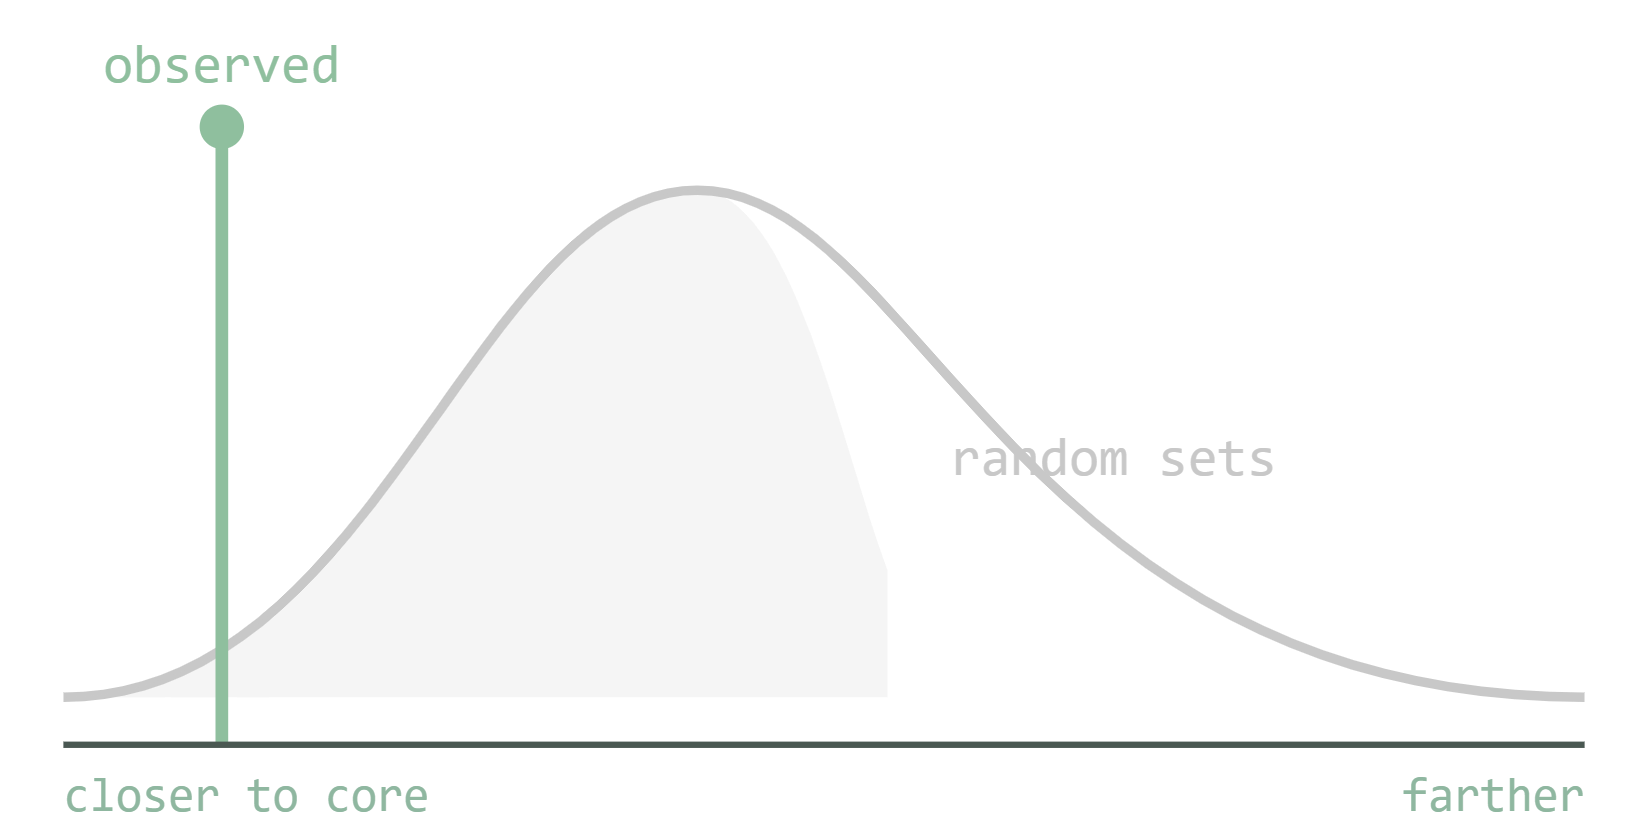 observed
random sets
closer to core
farther